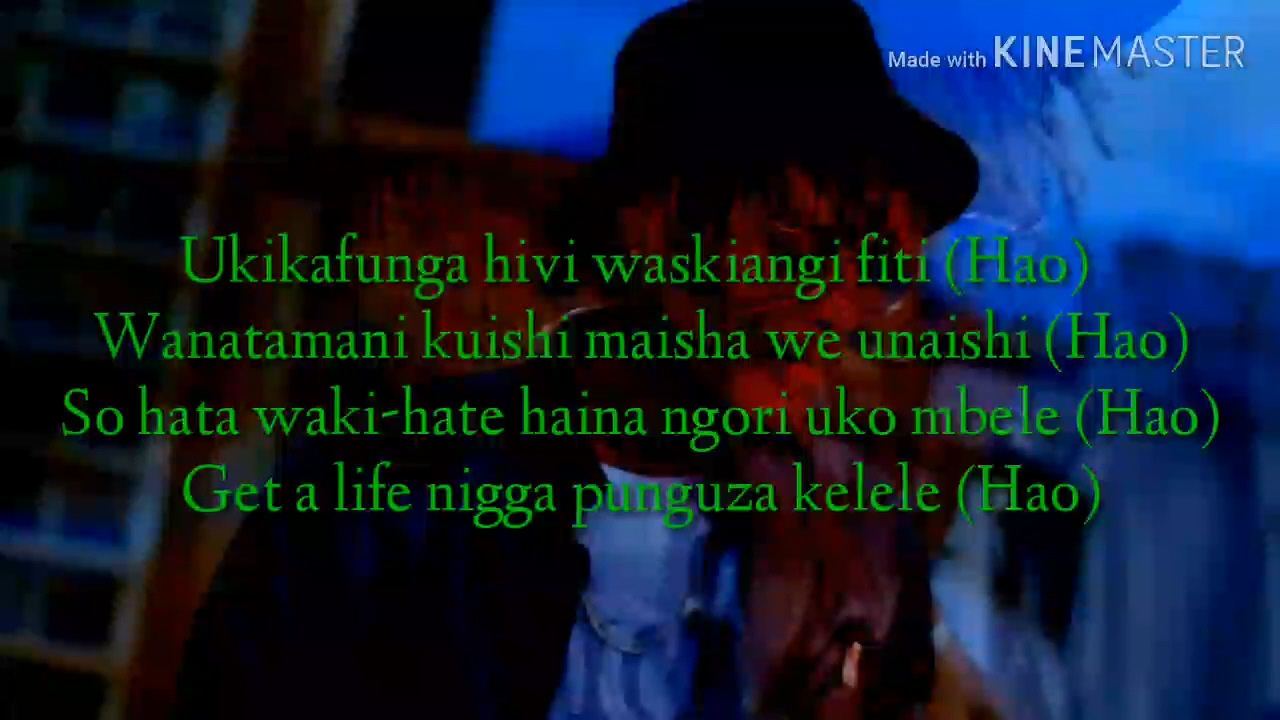 Made with KINEMASTER
Ukikafunga hivi waskiangi fiti (Hao)
Wanatamani kuishi maisha we unaishi (Hao)
So hata waki-hate haina ngori uko mbele (Hao)
Get a life nigga punguza kelele (Hao)